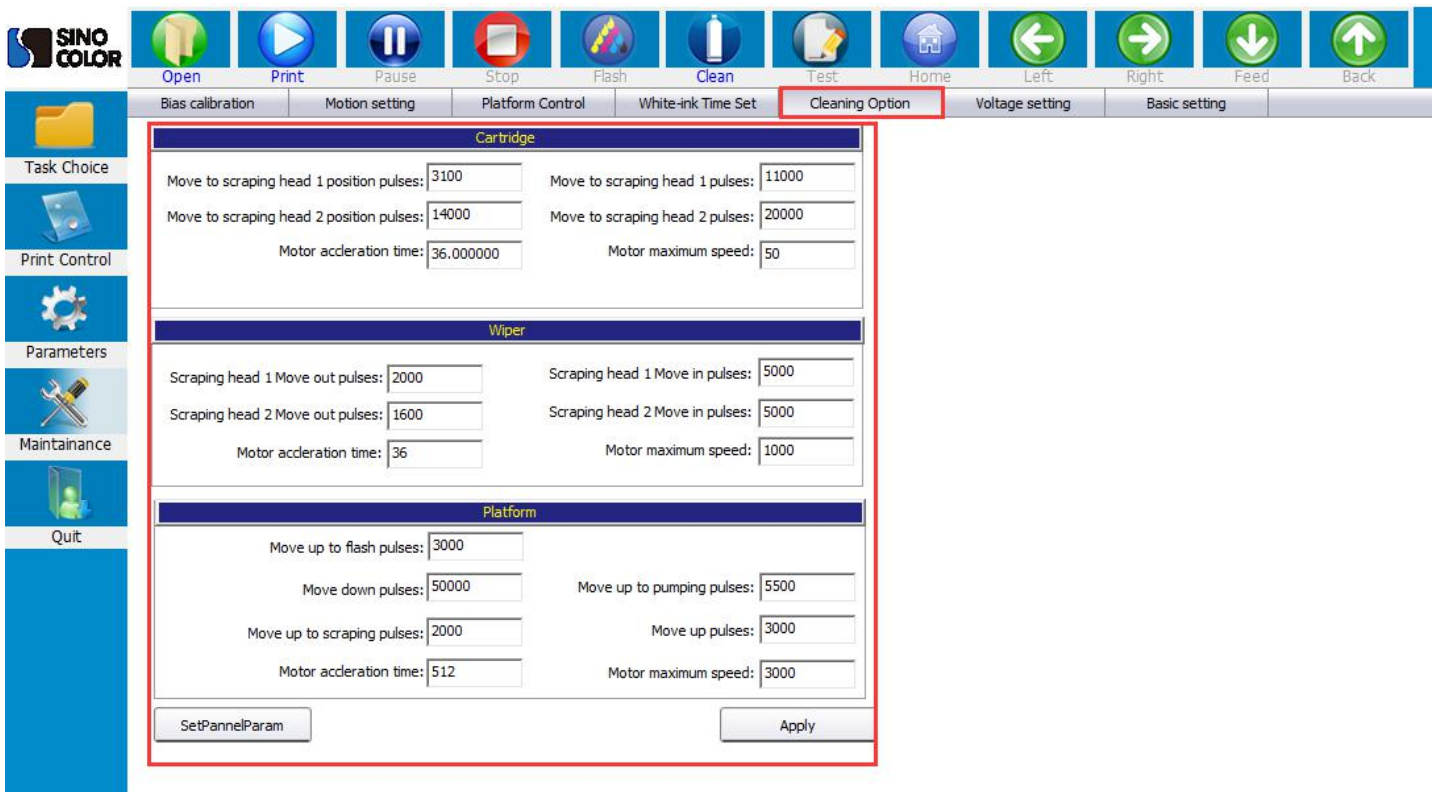 SINO
COLOR
Open Print Pause Stop Flash Clean Test Home Left Right Feed Back
Bias calibration Motion setting Platform Control White-ink Time Set Cleaning Option Voltage setting Basic setting
Task Choice
Print Control
Parameters
Maintainance
Quit
Cartridge
Move to scraping head 1 position pulses: 3100 Move to scraping head 1 pulses: 11000
Move to scraping head 2 position pulses: 14000 Move to scraping head 2 pulses: 20000
Motor accleration time: 36.000000 Motor maximum speed: 50
Wiper
Scraping head 1 Move out pulses: 2000 Scraping head 1 Move in pulses: 5000
Scraping head 2 Move out pulses: 1600 Scraping head 2 Move in pulses: 5000
Motor accleration time: 36 Motor maximum speed: 1000
Platform
Move up to flash pulses: 3000
Move down pulses: 50000 Move up to pumping pulses: 5500
Move up to scraping pulses: 2000 Move up pulses: 3000
Motor accleration time: 512 Motor maximum speed: 3000
SetPannelParam Apply